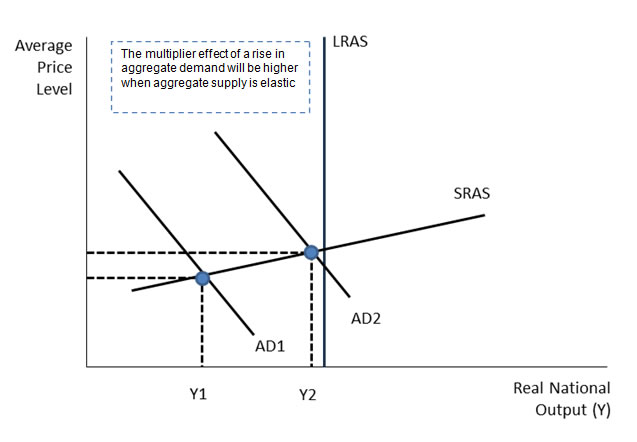 Average
Price
Level
The multiplier effect of a rise in
aggregate demand will be higher
when aggregate supply is elastic
LRAS
SRAS
AD2
AD1
Y1
Y2
Real National
Output (Y)